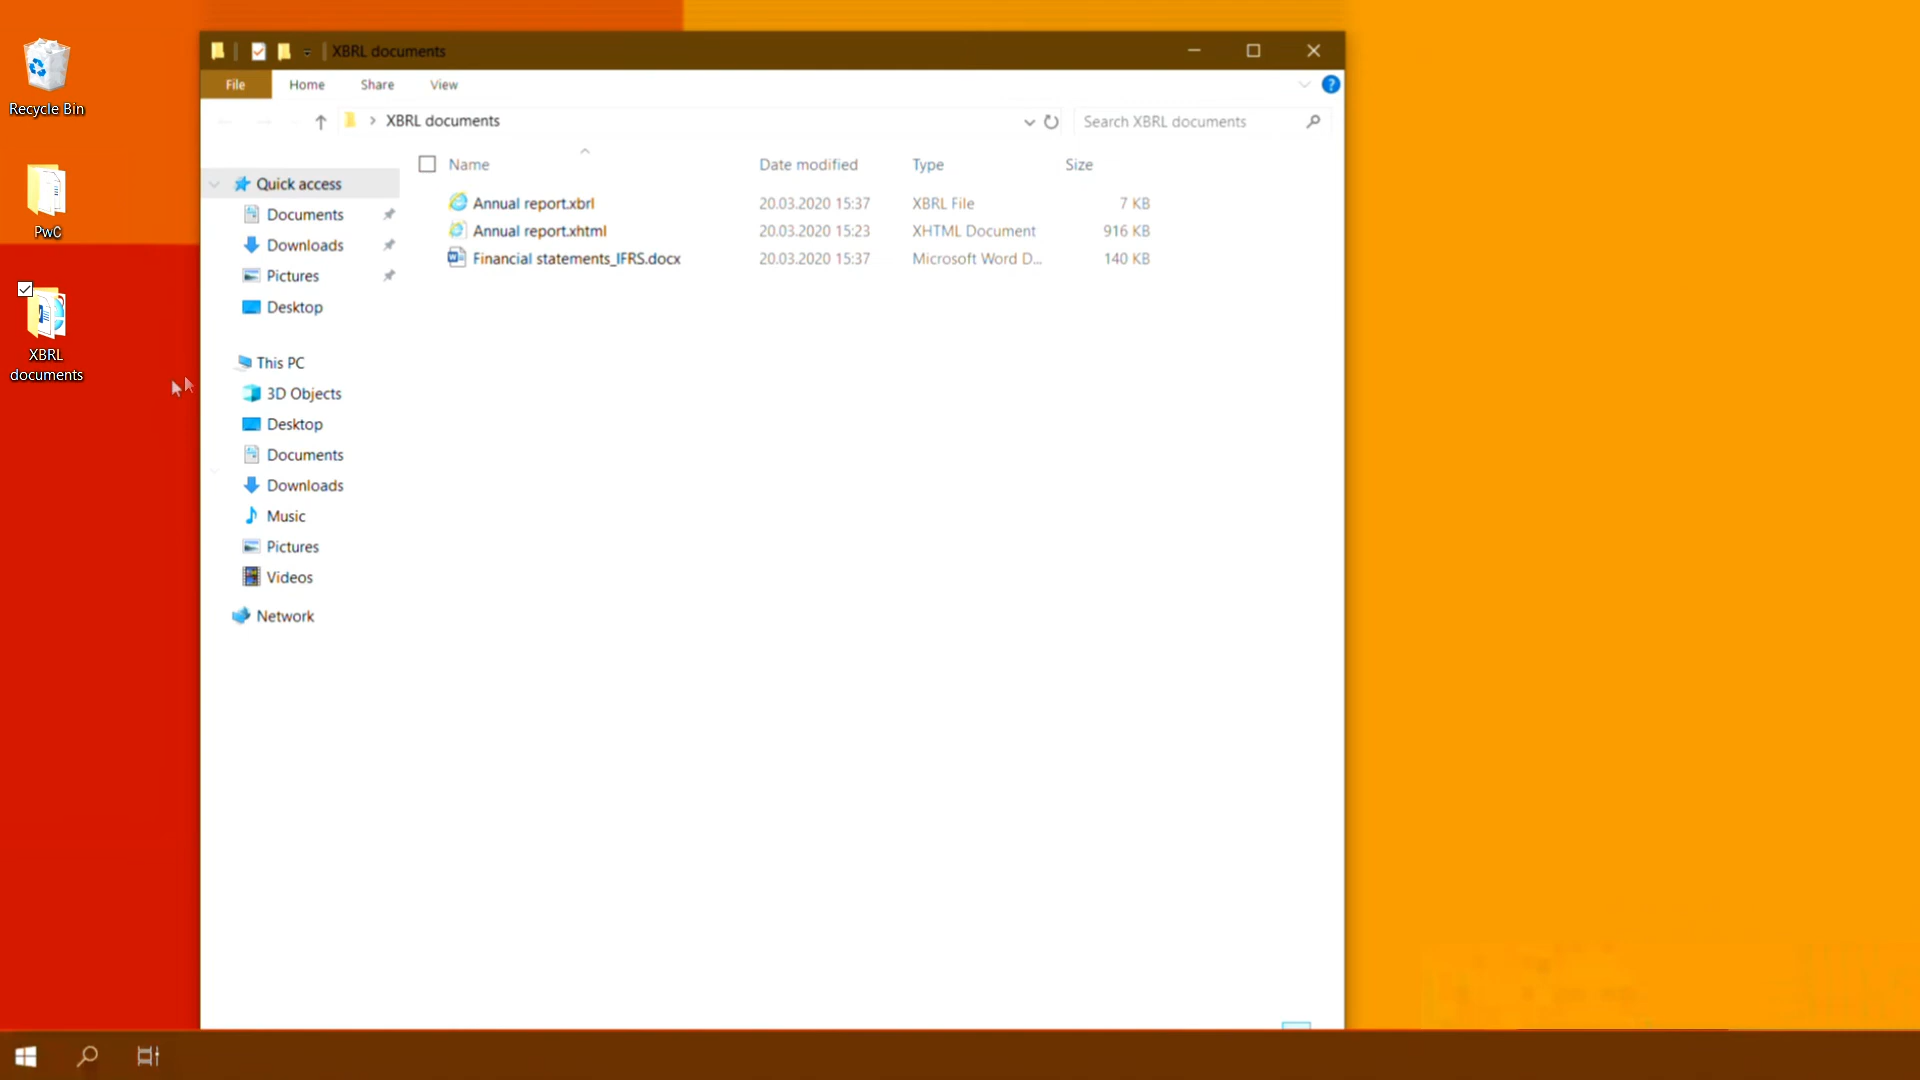 Recycle Bin
PwC
XBRL
documents
XBRL documents
File Home Share View
XBRL documents
Search XBRL documents
Name Date modified Type Size
Annual report.xbrl 20.03.2020 15:37 XBRL File 7 KB
Annual report.xhtml 20.03.2020 15:23 XHTML Document 916 KB
Financial statements_IFRS.docx 20.03.2020 15:37 Microsoft Word D... 140 KB
Quick access
Documents
Downloads
Pictures
Desktop
This PC
3D Objects
Desktop
Documents
Downloads
Music
Pictures
Videos
Network